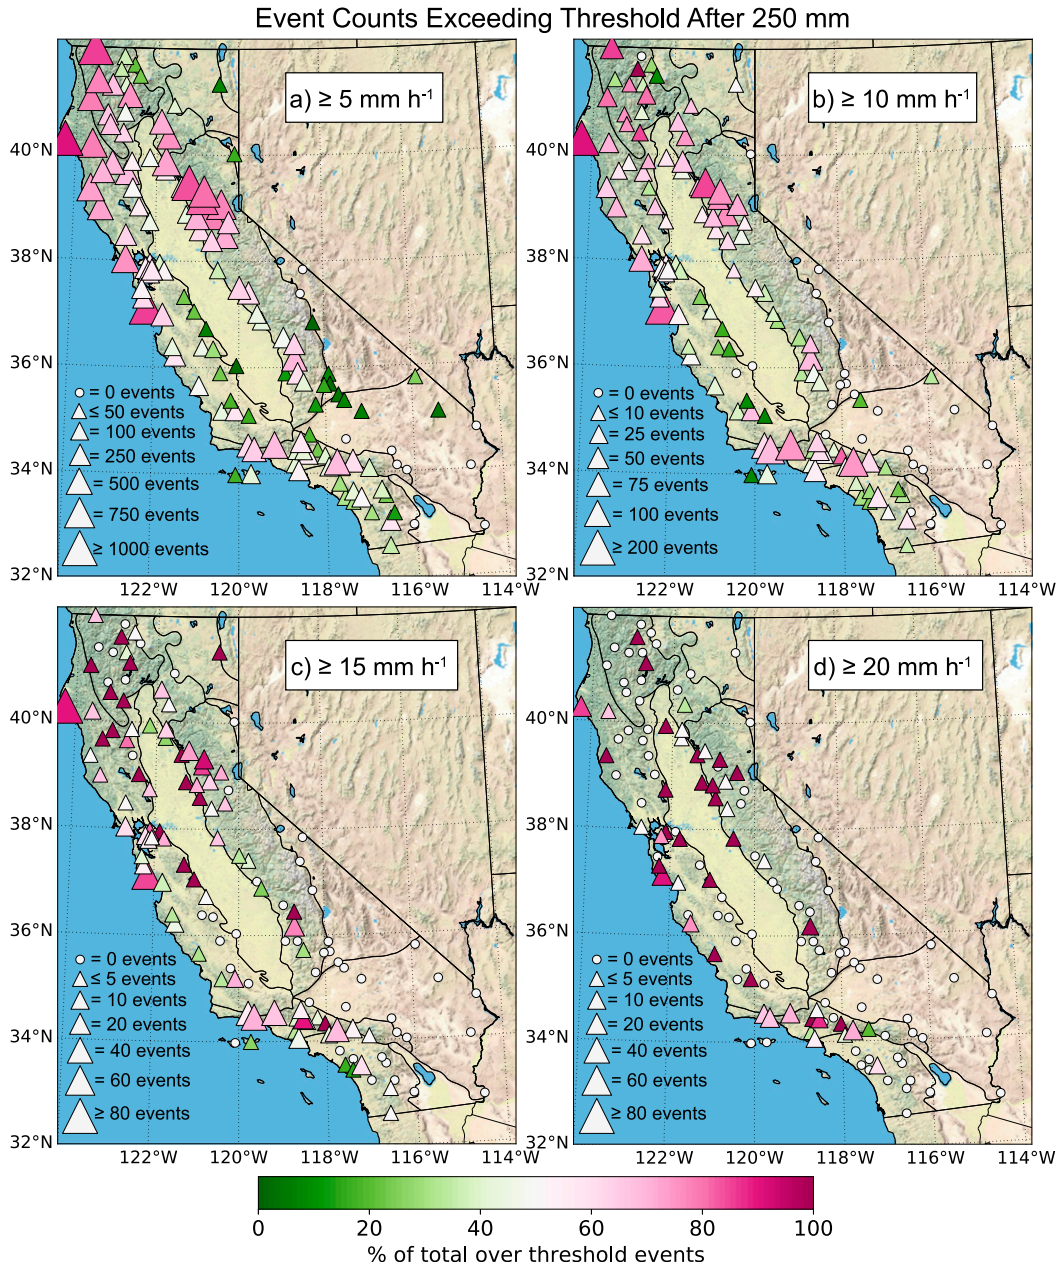 Event Counts Exceeding Threshold After 250 mm
a) ≥ 5 mm h⁻¹
40°N
38°N
36°N
34°N
32°N
= 0 events
≤ 50 events
= 100 events
= 250 events
= 500 events
= 750 events
≥ 1000 events
122°W 120°W 118°W 116°W 114°W
b) ≥ 10 mm h⁻¹
40°N
38°N
36°N
34°N
32°N
= 0 events
≤ 10 events
= 25 events
= 50 events
= 75 events
= 100 events
≥ 200 events
122°W 120°W 118°W 116°W 114°W
c) ≥ 15 mm h⁻¹
40°N
38°N
36°N
34°N
32°N
= 0 events
≤ 5 events
= 10 events
= 20 events
= 40 events
= 60 events
≥ 80 events
122°W 120°W 118°W 116°W 114°W
d) ≥ 20 mm h⁻¹
40°N
38°N
36°N
34°N
32°N
= 0 events
≤ 5 events
= 10 events
= 20 events
= 40 events
= 60 events
≥ 80 events
122°W 120°W 118°W 116°W 114°W
0 20 40 60 80 100
% of total over threshold events